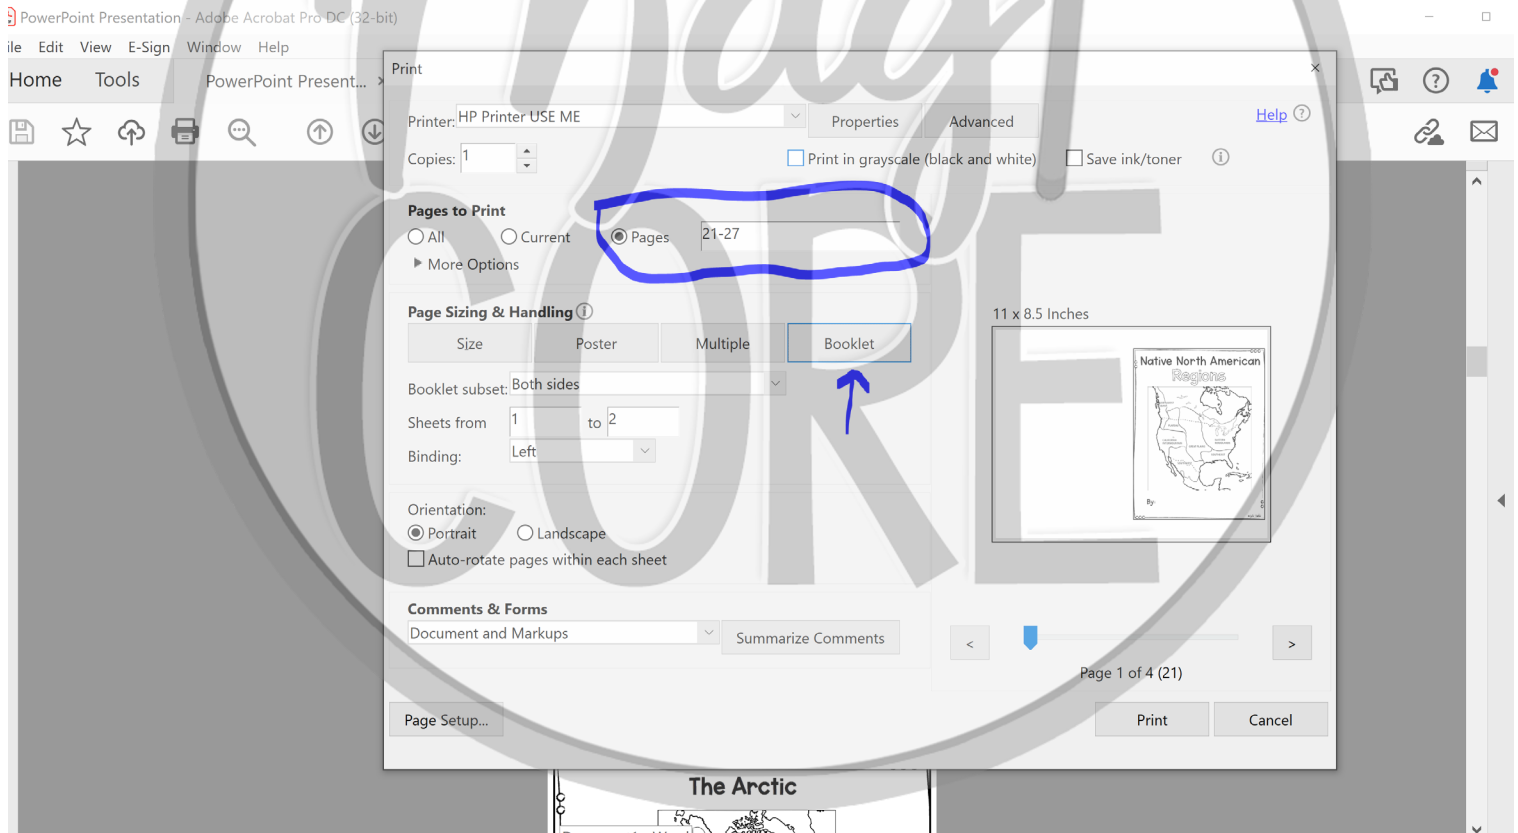 PowerPoint Presentation - Adobe Acrobat Pro DC (32-bit)
ile Edit View E-Sign Window Help
Home Tools PowerPoint Present... ×
Print
Printer: HP Printer USE ME Properties Advanced Help
Copies: 1 Print in grayscale (black and white) Save ink/toner
Pages to Print
All Current Pages 21-27
More Options
Page Sizing & Handling
Size Poster Multiple Booklet
Booklet subset: Both sides
Sheets from 1 to 2
Binding: Left
Orientation:
Portrait Landscape
Auto-rotate pages within each sheet
Comments & Forms
Document and Markups Summarize Comments
11 x 8.5 Inches
Native North American
Regions
By:
< >
Page 1 of 4 (21)
Page Setup... Print Cancel
The Arctic
CORE